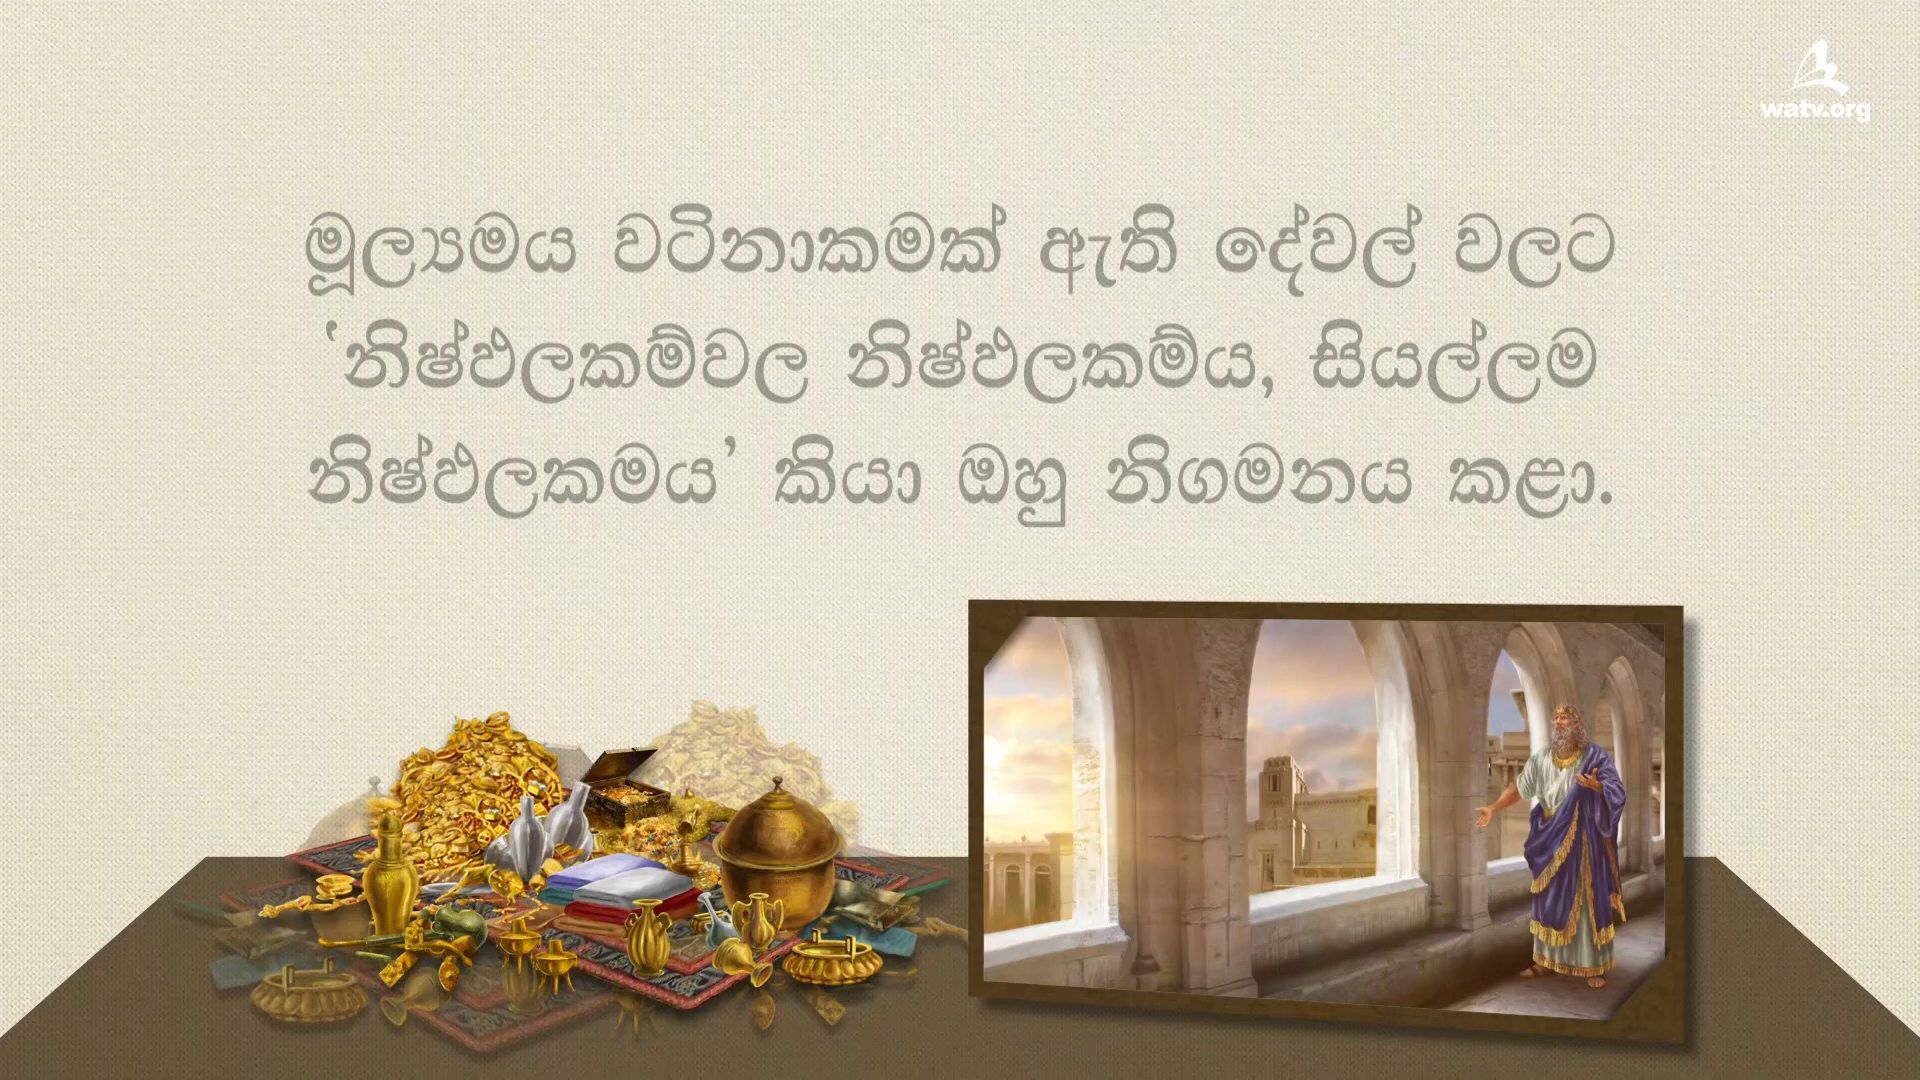 watv.org
මූල්‍යමය වටිනාකමක් ඇති දේවල් වලට
‘නිෂ්ඵලකම්වල නිෂ්ඵලකම්ය, සියල්ලම
නිෂ්ඵලකමය’ කියා ඔහු නිගමනය කළා.